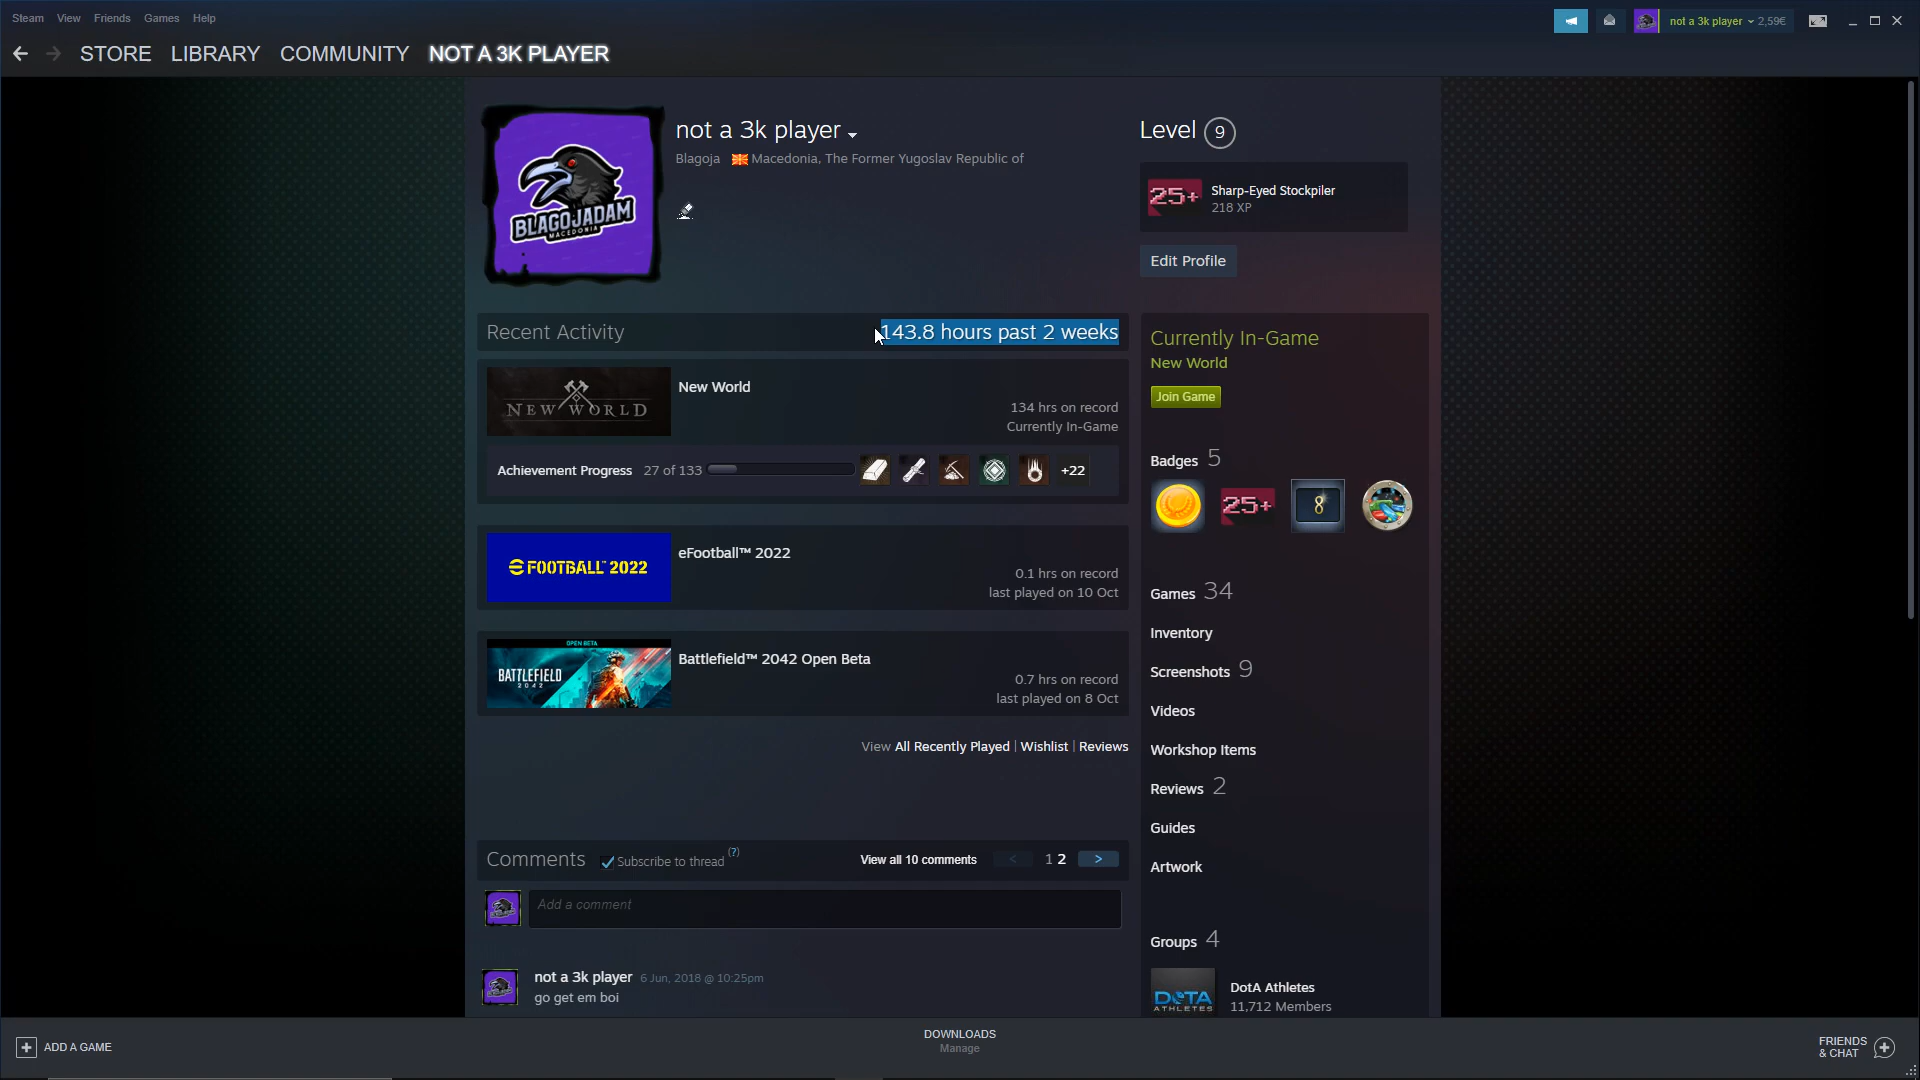 Steam View Friends Games Help
not a 3k player 2,59€
STORE LIBRARY COMMUNITY NOT A 3K PLAYER
BLAGOJADAM
MACEDONIA
not a 3k player
Blagoja Macedonia, The Former Yugoslav Republic of
Level 9
25+
Sharp-Eyed Stockpiler
218 XP
Edit Profile
Recent Activity 143.8 hours past 2 weeks
NEW WORLD
New World
134 hrs on record
Currently In-Game
Achievement Progress 27 of 133 +22
eFOOTBALL™ 2022
eFootball™ 2022
0.1 hrs on record
last played on 10 Oct
OPEN BETA
BATTLEFIELD
2042
Battlefield™ 2042 Open Beta
0.7 hrs on record
last played on 8 Oct
View All Recently Played | Wishlist | Reviews
Currently In-Game
New World
Join Game
Badges 5
25+ 8
Games 34
Inventory
Screenshots 9
Videos
Workshop Items
Reviews 2
Guides
Artwork
Groups 4
DOTA
ATHLETES
DotA Athletes
11,712 Members
Comments Subscribe to thread (?) View all 10 comments < 1 2 >
Add a comment
not a 3k player 6 Jun, 2018 @ 10:25pm
go get em boi
ADD A GAME
DOWNLOADS
Manage
FRIENDS
& CHAT